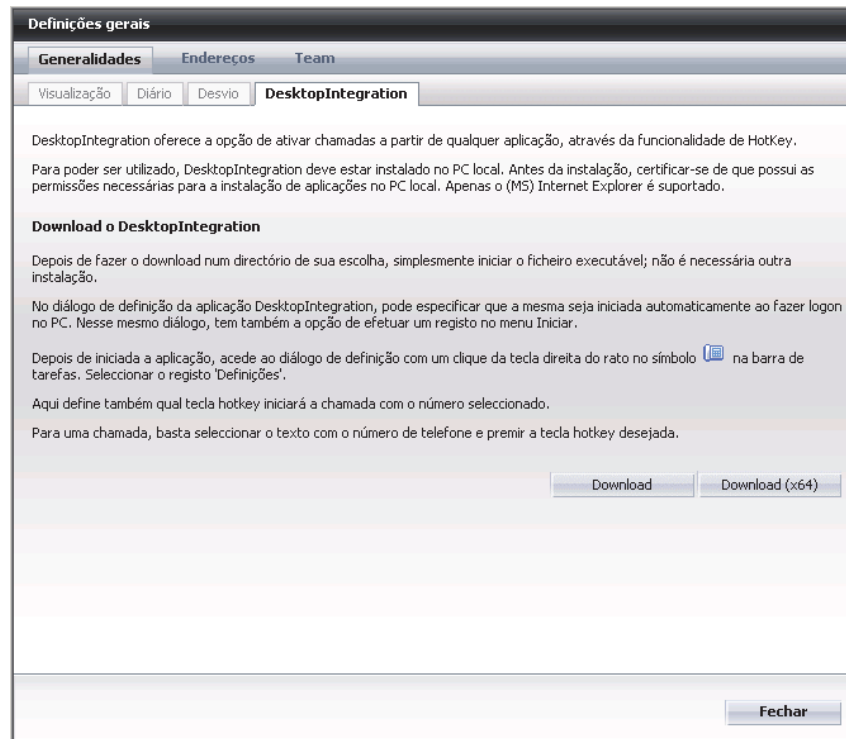 Definições gerais
Generalidades Endereços Team
Visualização Diário Desvio DesktopIntegration
DesktopIntegration oferece a opção de ativar chamadas a partir de qualquer aplicação, através da funcionalidade de HotKey.
Para poder ser utilizado, DesktopIntegration deve estar instalado no PC local. Antes da instalação, certificar-se de que possui as
permissões necessárias para a instalação de aplicações no PC local. Apenas o (MS) Internet Explorer é suportado.
Download o DesktopIntegration
Depois de fazer o download num directório de sua escolha, simplesmente iniciar o ficheiro executável; não é necessária outra
instalação.
No diálogo de definição da aplicação DesktopIntegration, pode especificar que a mesma seja iniciada automaticamente ao fazer logon
no PC. Nesse mesmo diálogo, tem também a opção de efetuar um registo no menu Iniciar.
Depois de iniciada a aplicação, acede ao diálogo de definição com um clique da tecla direita do rato no símbolo na barra de
tarefas. Seleccionar o registo 'Definições'.
Aqui define também qual tecla hotkey iniciará a chamada com o número seleccionado.
Para uma chamada, basta seleccionar o texto com o número de telefone e premir a tecla hotkey desejada.
Download Download (x64)
Fechar